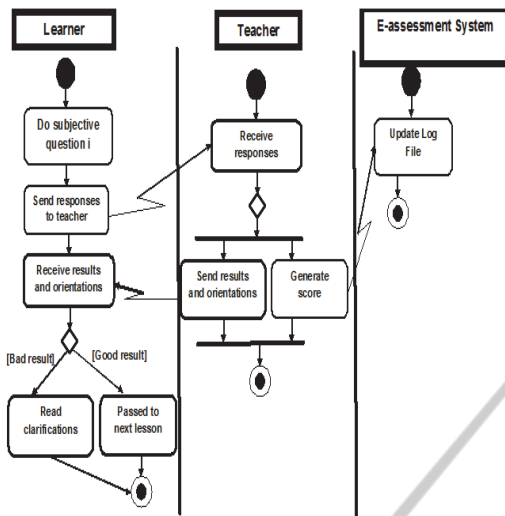 Learner
Teacher
E-assessment System
Do subjective
question i
Receive
responses
Update Log
File
Send responses
to teacher
Receive results
and orientations
Send results
and orientations
Generate
score
[Bad result]
[Good result]
Read
clarifications
Passed to
next lesson